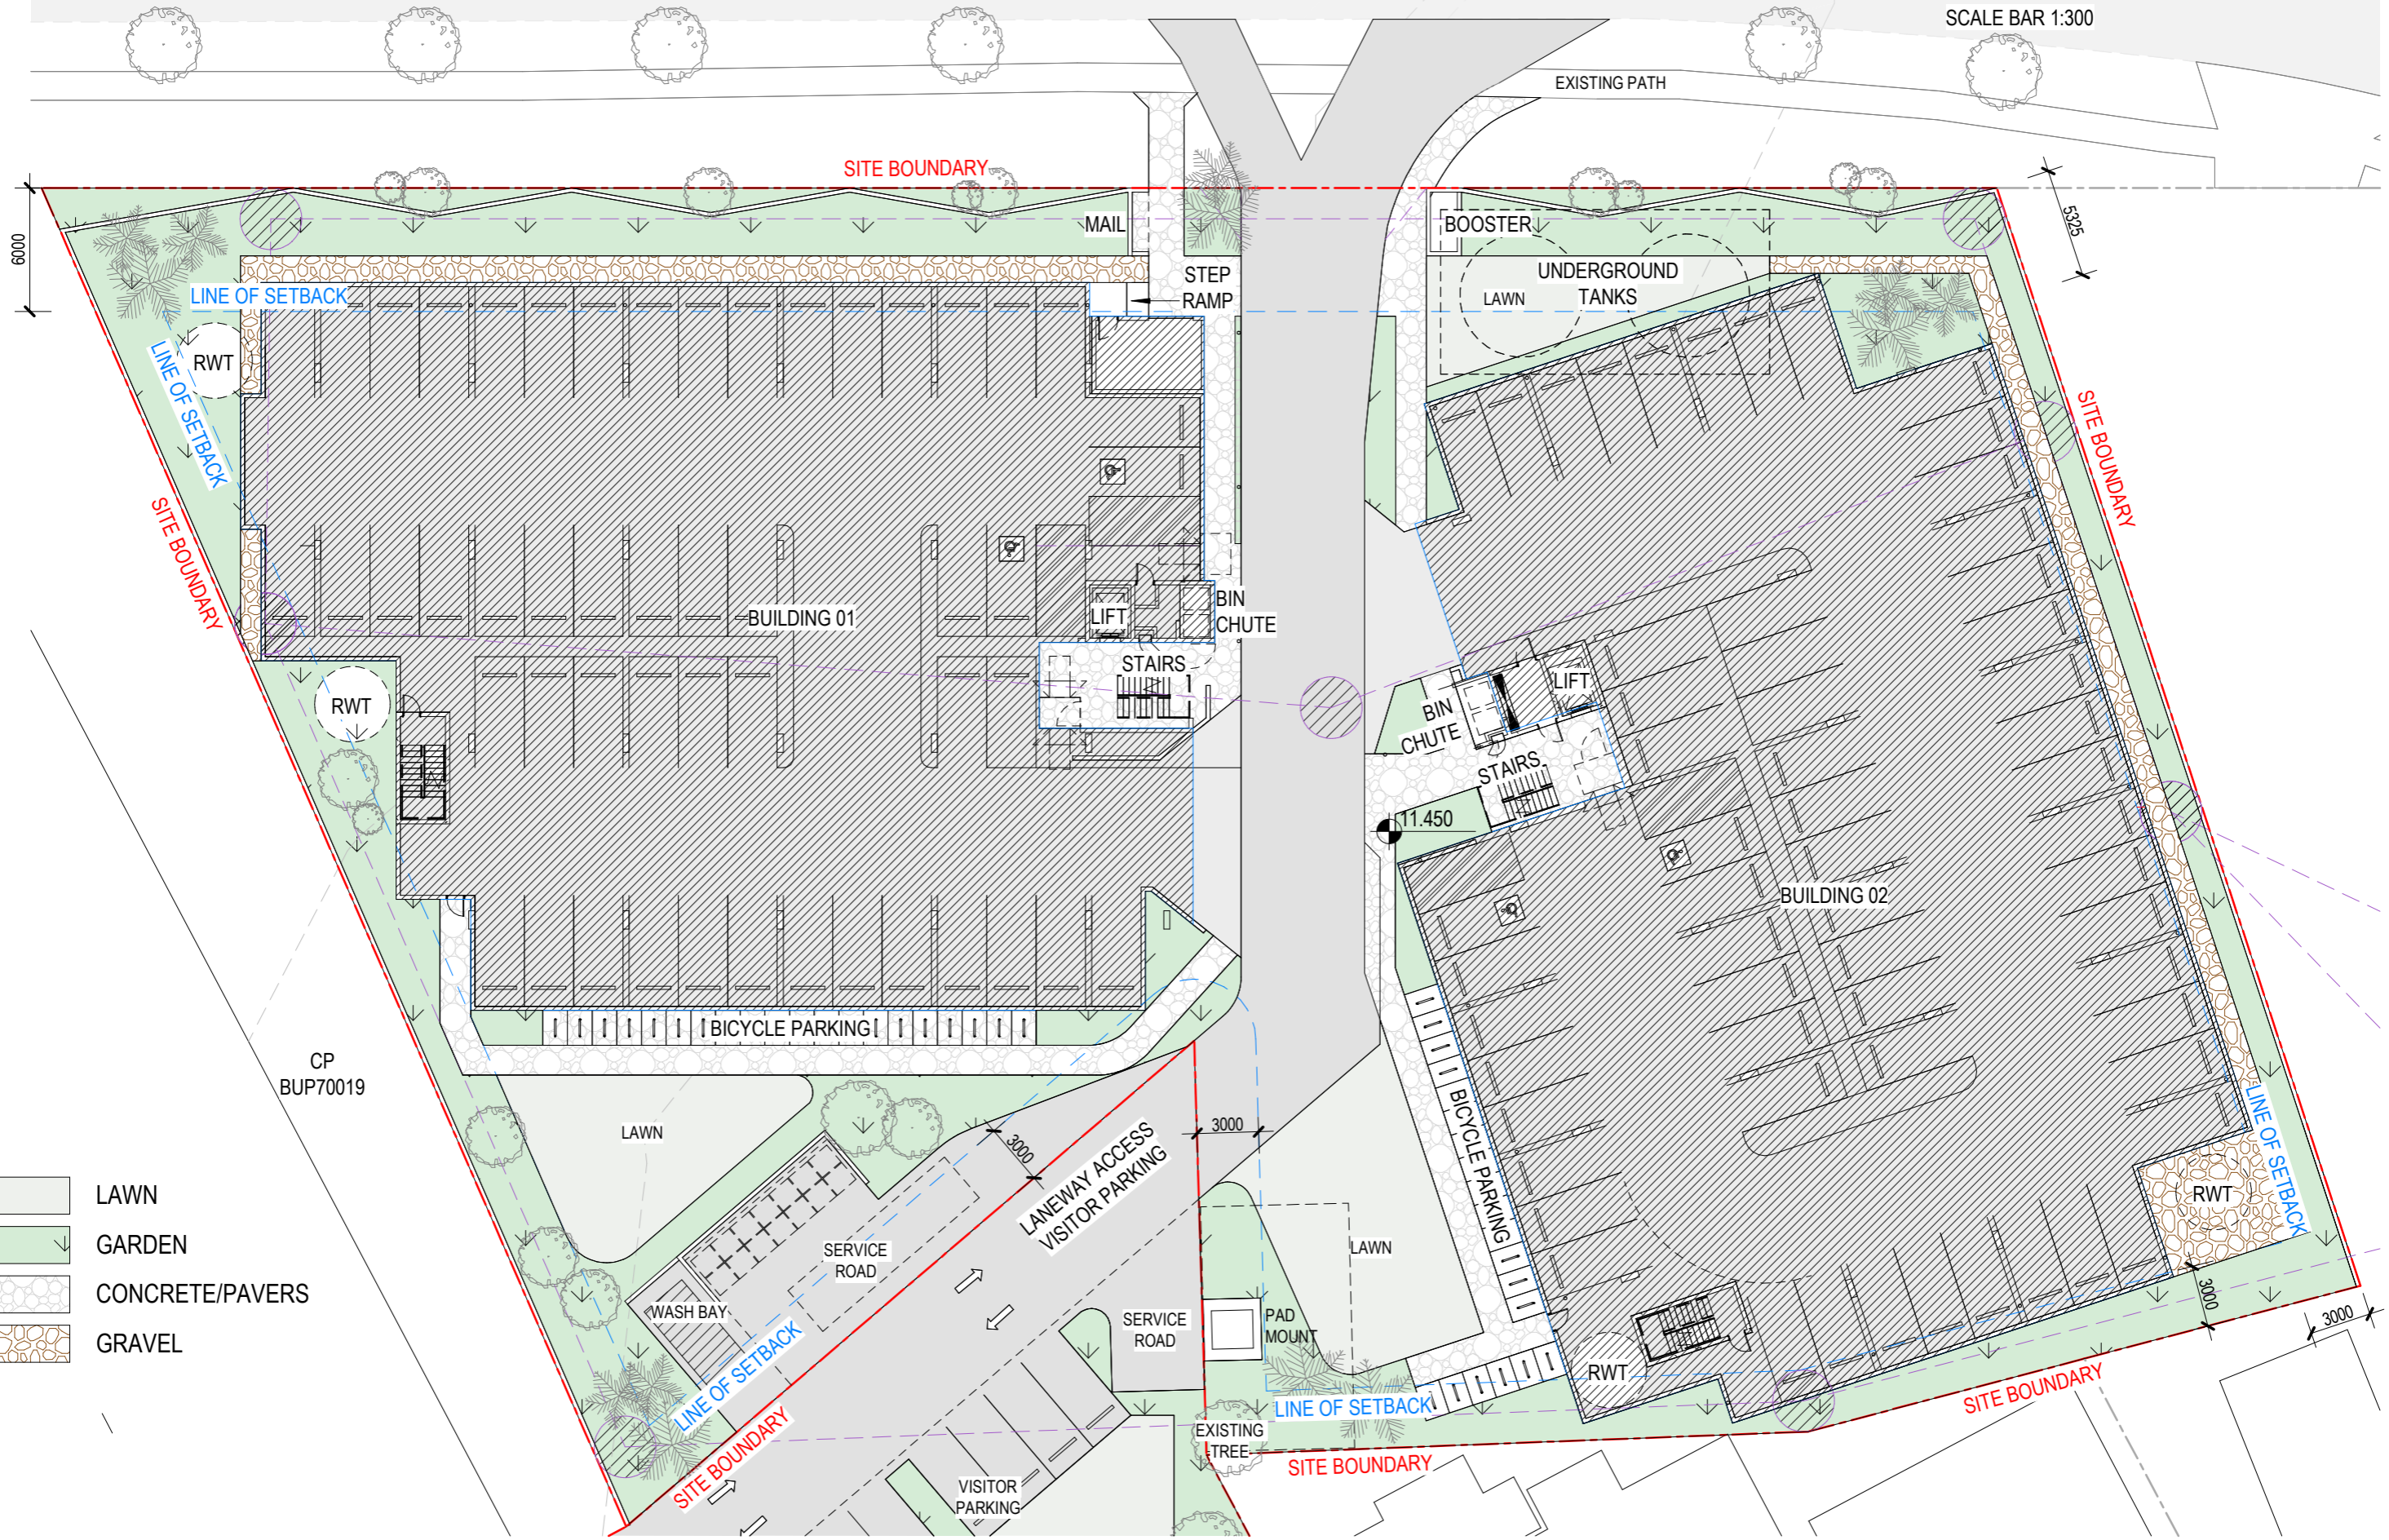 SCALE BAR 1:300
EXISTING PATH
SITE BOUNDARY
6000
5325
MAIL
BOOSTER
STEP
RAMP
UNDERGROUND
TANKS
LAWN
LINE OF SETBACK
RWT
LINE OF SETBACK
SITE BOUNDARY
SITE BOUNDARY
BUILDING 01
LIFT
BIN
CHUTE
STAIRS
RWT
LIFT
BIN
CHUTE
STAIRS
11.450
BUILDING 02
BICYCLE PARKING
CP
BUP70019
LAWN
3000
3000
LANEWAY ACCESS
VISITOR PARKING
BICYCLE PARKING
LINE OF SETBACK
RWT
LAWN
GARDEN
CONCRETE/PAVERS
GRAVEL
SERVICE
ROAD
LAWN
WASH BAY
SERVICE
ROAD
PAD
MOUNT
3000
3000
LINE OF SETBACK
RWT
LINE OF SETBACK
SITE BOUNDARY
EXISTING
TREE
SITE BOUNDARY
SITE BOUNDARY
VISITOR
PARKING